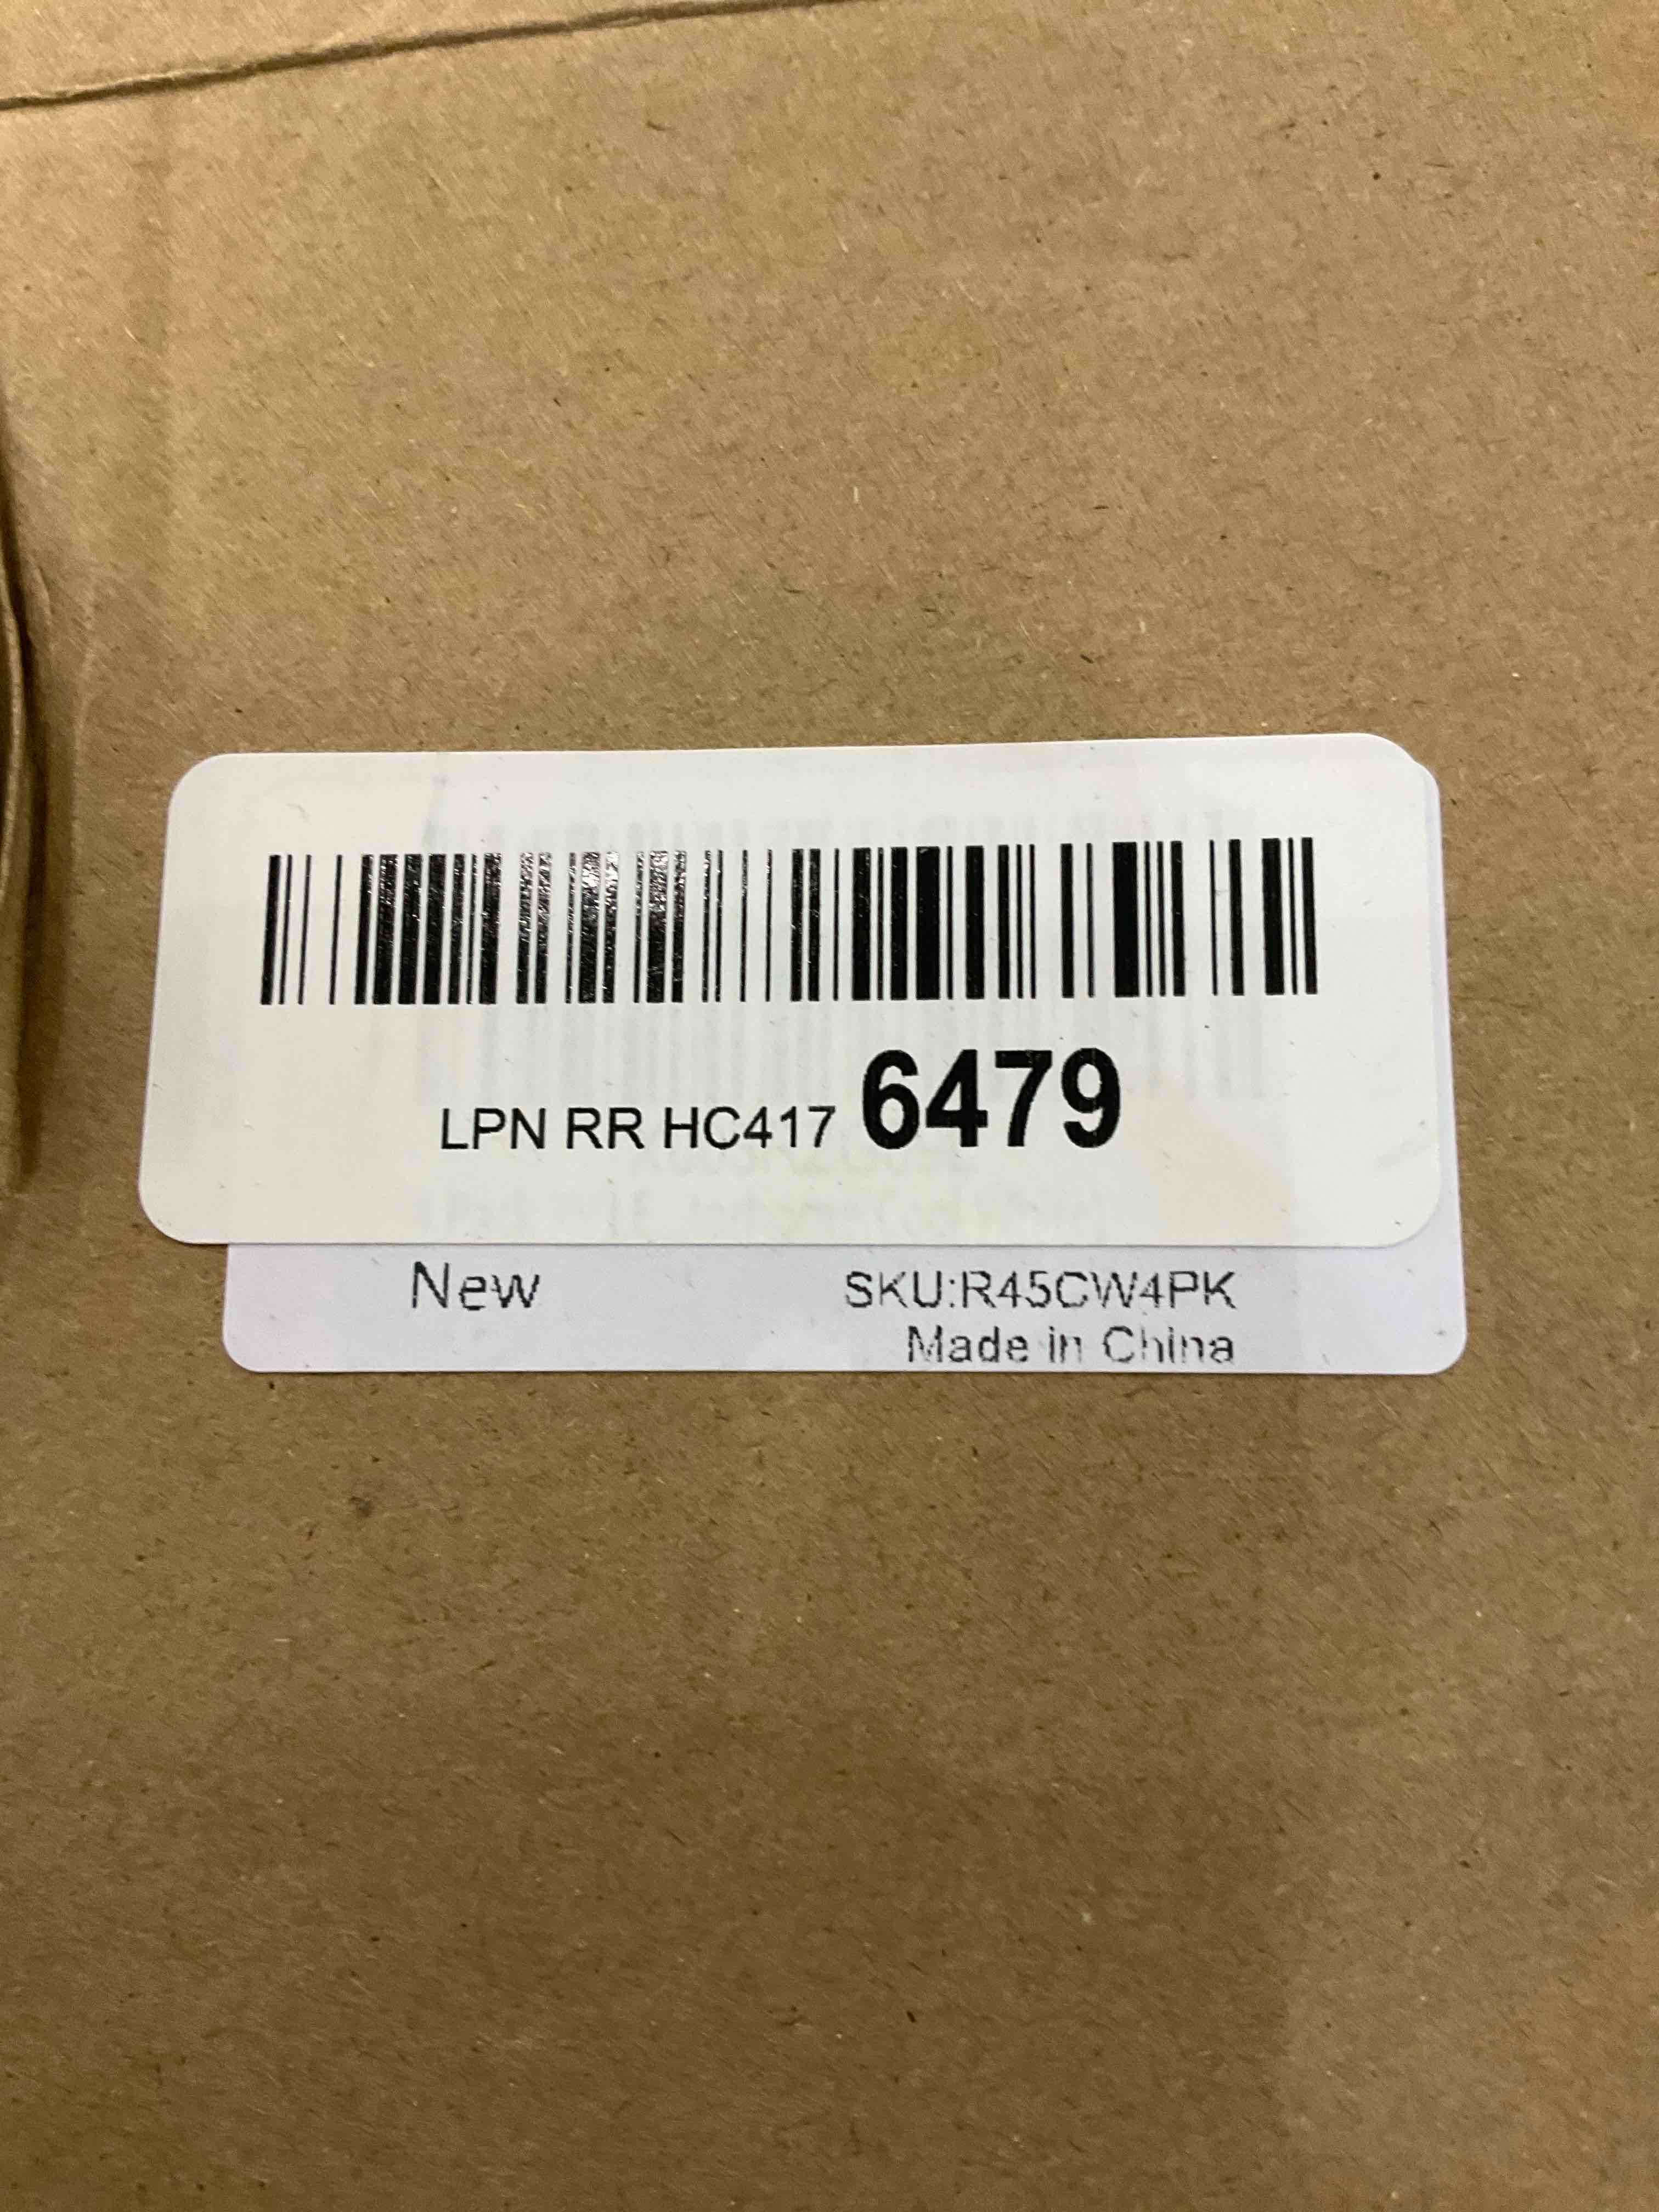 LPN RR HC417 6479
New SKU:R45CW4PK
Made in China